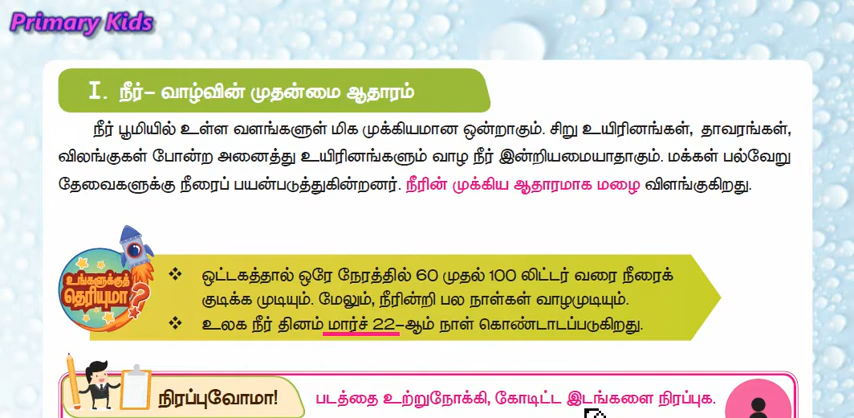 Primary Kids
I. நீர்– வாழ்வின் முதன்மை ஆதாரம்
நீர் பூமியில் உள்ள வளங்களுள் மிக முக்கியமான ஒன்றாகும். சிறு உயிரினங்கள், தாவரங்கள்,
விலங்குகள் போன்ற அனைத்து உயிரினங்களும் வாழ நீர் இன்றியமையாதாகும். மக்கள் பல்வேறு
தேவைகளுக்கு நீரைப் பயன்படுத்துகின்றனர். நீரின் முக்கிய ஆதாரமாக மழை விளங்குகிறது.
உங்களுக்குத்
தெரியுமா?
❖ ஒட்டகத்தால் ஒரே நேரத்தில் 60 முதல் 100 லிட்டர் வரை நீரைக்
குடிக்க முடியும். மேலும், நீரின்றி பல நாள்கள் வாழமுடியும்.
❖ உலக நீர் தினம் மார்ச் 22–ஆம் நாள் கொண்டாடப்படுகிறது.
நிரப்புவோமா!
படத்தை உற்றுநோக்கி, கோடிட்ட இடங்களை நிரப்புக.